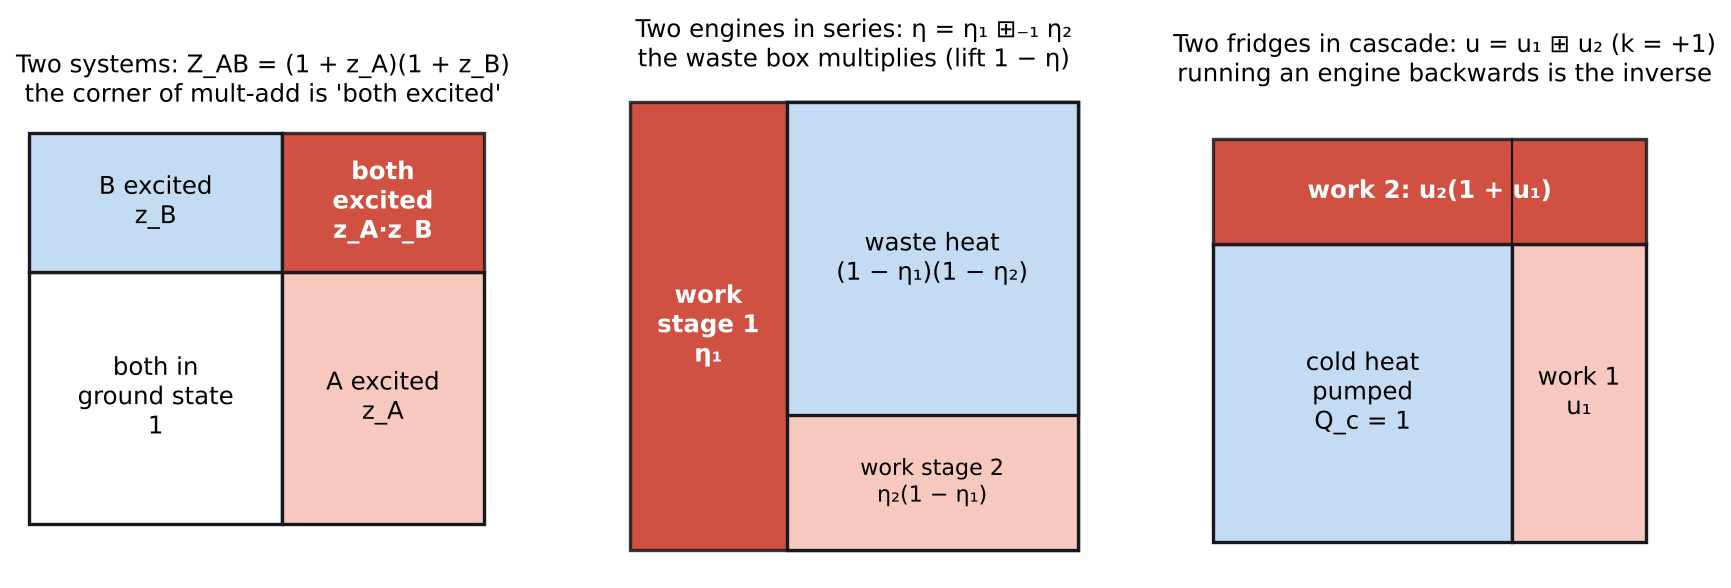 Two systems: Z_AB = (1 + z_A)(1 + z_B)
the corner of mult-add is 'both excited'
B excited
z_B
both
excited
z_A·z_B
both in
ground state
1
A excited
z_A
Two engines in series: η = η₁ ⊞₋₁ η₂
the waste box multiplies (lift 1 − η)
work
stage 1
η₁
waste heat
(1 − η₁)(1 − η₂)
work stage 2
η₂(1 − η₁)
Two fridges in cascade: u = u₁ ⊞ u₂ (k = +1)
running an engine backwards is the inverse
work 2: u₂(1 + u₁)
cold heat
pumped
Q_c = 1
work 1
u₁